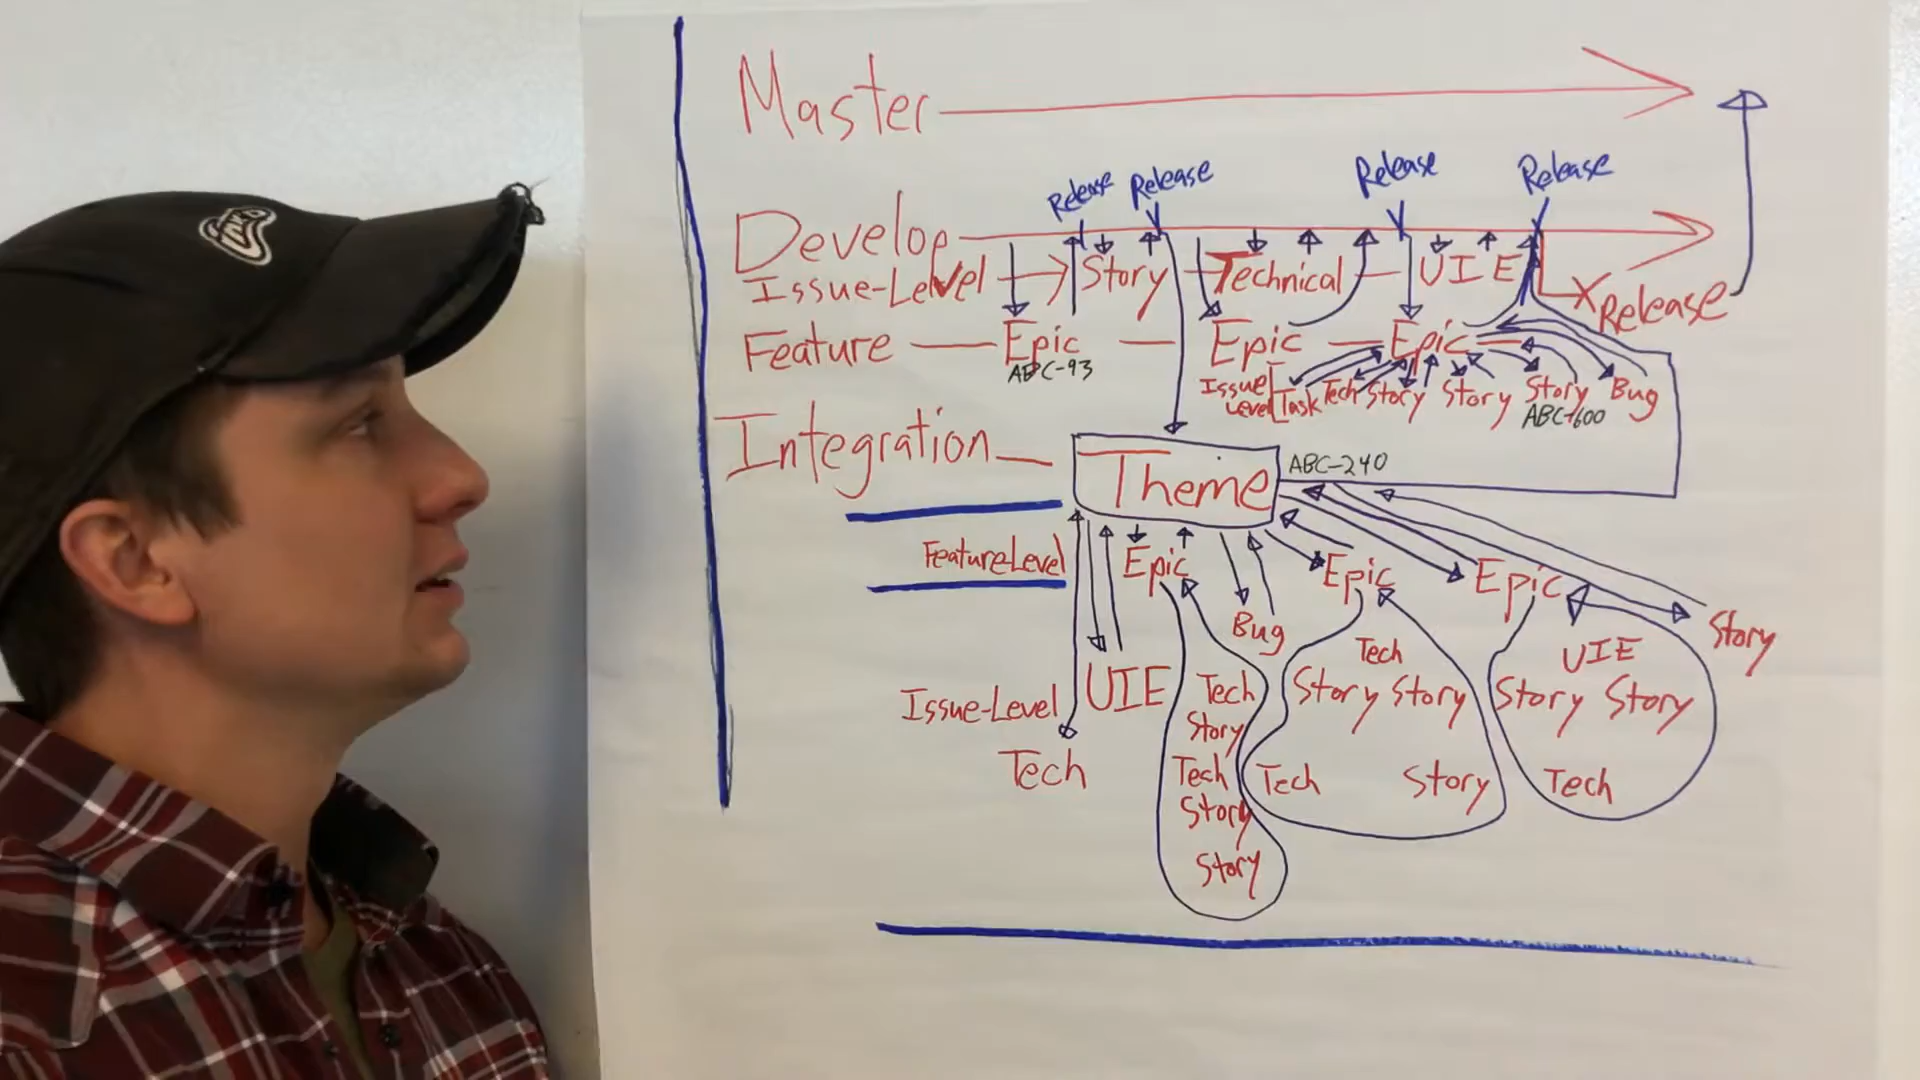 Master
Release Release Release Release
Develop
Issue-Level Story Technical UIE
X Release
Feature Epic Epic Epic
ABC-93
Issue Level Task Tech Story Story Story Bug
ABC-600
Integration Theme ABC-240
Feature Level Epic Epic Epic
Bug Story
Issue-Level UIE
Tech
Tech
Story
Tech
Story
Story
Tech
Story Story
Tech Story
UIE
Story Story
Tech